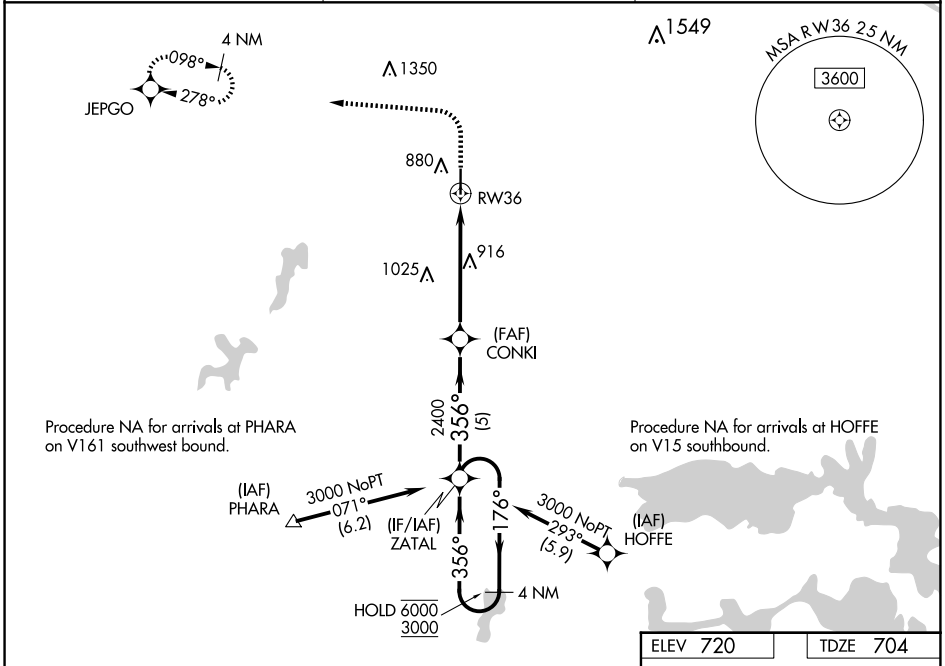 4 NM
098°
278°
JEPGO
1350
1549
MSA RW36 25 NM
3600
880
RW36
916
1025
(FAF)
CONKI
2400
356°
(5)
Procedure NA for arrivals at PHARA
on V161 southwest bound.
Procedure NA for arrivals at HOFFE
on V15 southbound.
(IAF)
PHARA
3000 NoPT
071°
(6.2)
(IF/IAF)
ZATAL
176°
356°
3000 NoPT
293°
(5.9)
(IAF)
HOFFE
4 NM
HOLD 6000
3000
ELEV 720
TDZE 704